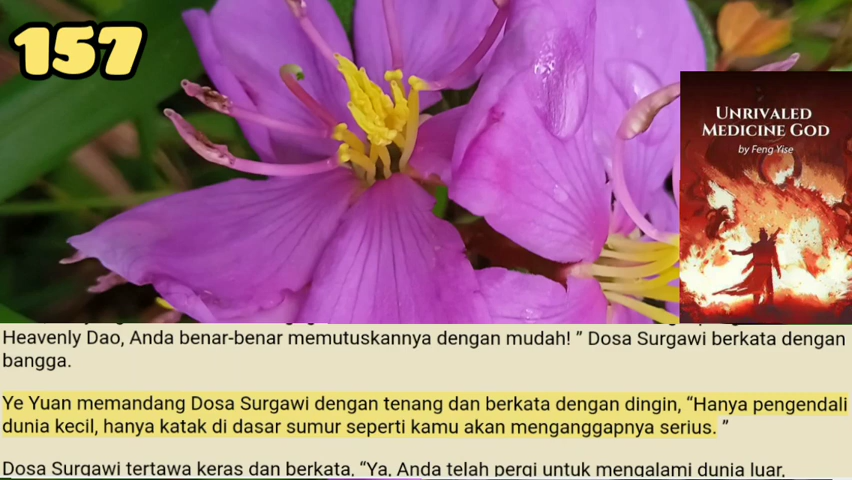 157
UNRIVALED
MEDICINE GOD
by Feng Yise
Heavenly Dao, Anda benar-benar memutuskannya dengan mudah! ” Dosa Surgawi berkata dengan
bangga.
Ye Yuan memandang Dosa Surgawi dengan tenang dan berkata dengan dingin, “Hanya pengendali
dunia kecil, hanya katak di dasar sumur seperti kamu akan menganggapnya serius. ”
Dosa Surgawi tertawa keras dan berkata, “Ya, Anda telah pergi untuk mengalami dunia luar,